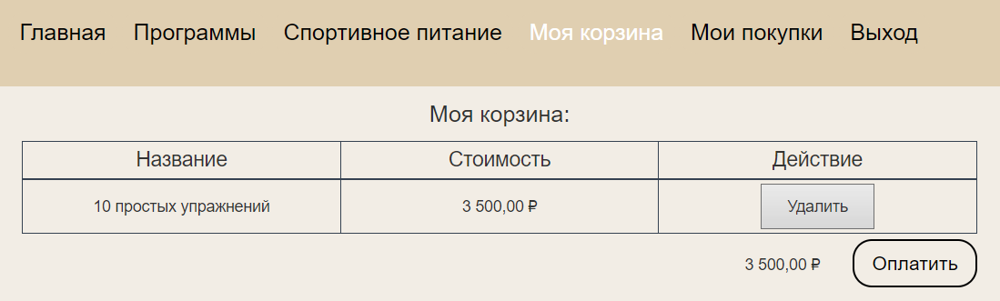 Главная Программы Спортивное питание Моя корзина Мои покупки Выход
Моя корзина:
Название Стоимость Действие
10 простых упражнений 3 500,00 ₽ Удалить
3 500,00 ₽ Оплатить